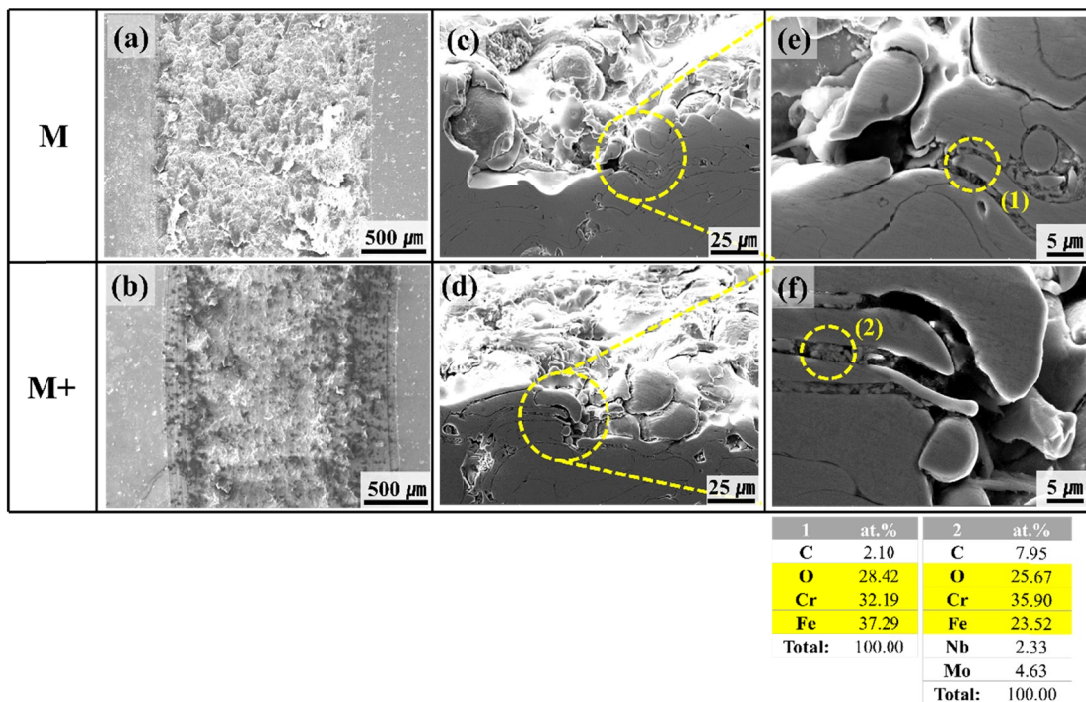 M
(a)
500 μm
(c)
25 μm
(e)
(1)
5 μm
M+
(b)
500 μm
(d)
25 μm
(f)
(2)
5 μm
1 at.%
C 2.10
O 28.42
Cr 32.19
Fe 37.29
Total: 100.00
2 at.%
C 7.95
O 25.67
Cr 35.90
Fe 23.52
Nb 2.33
Mo 4.63
Total: 100.00